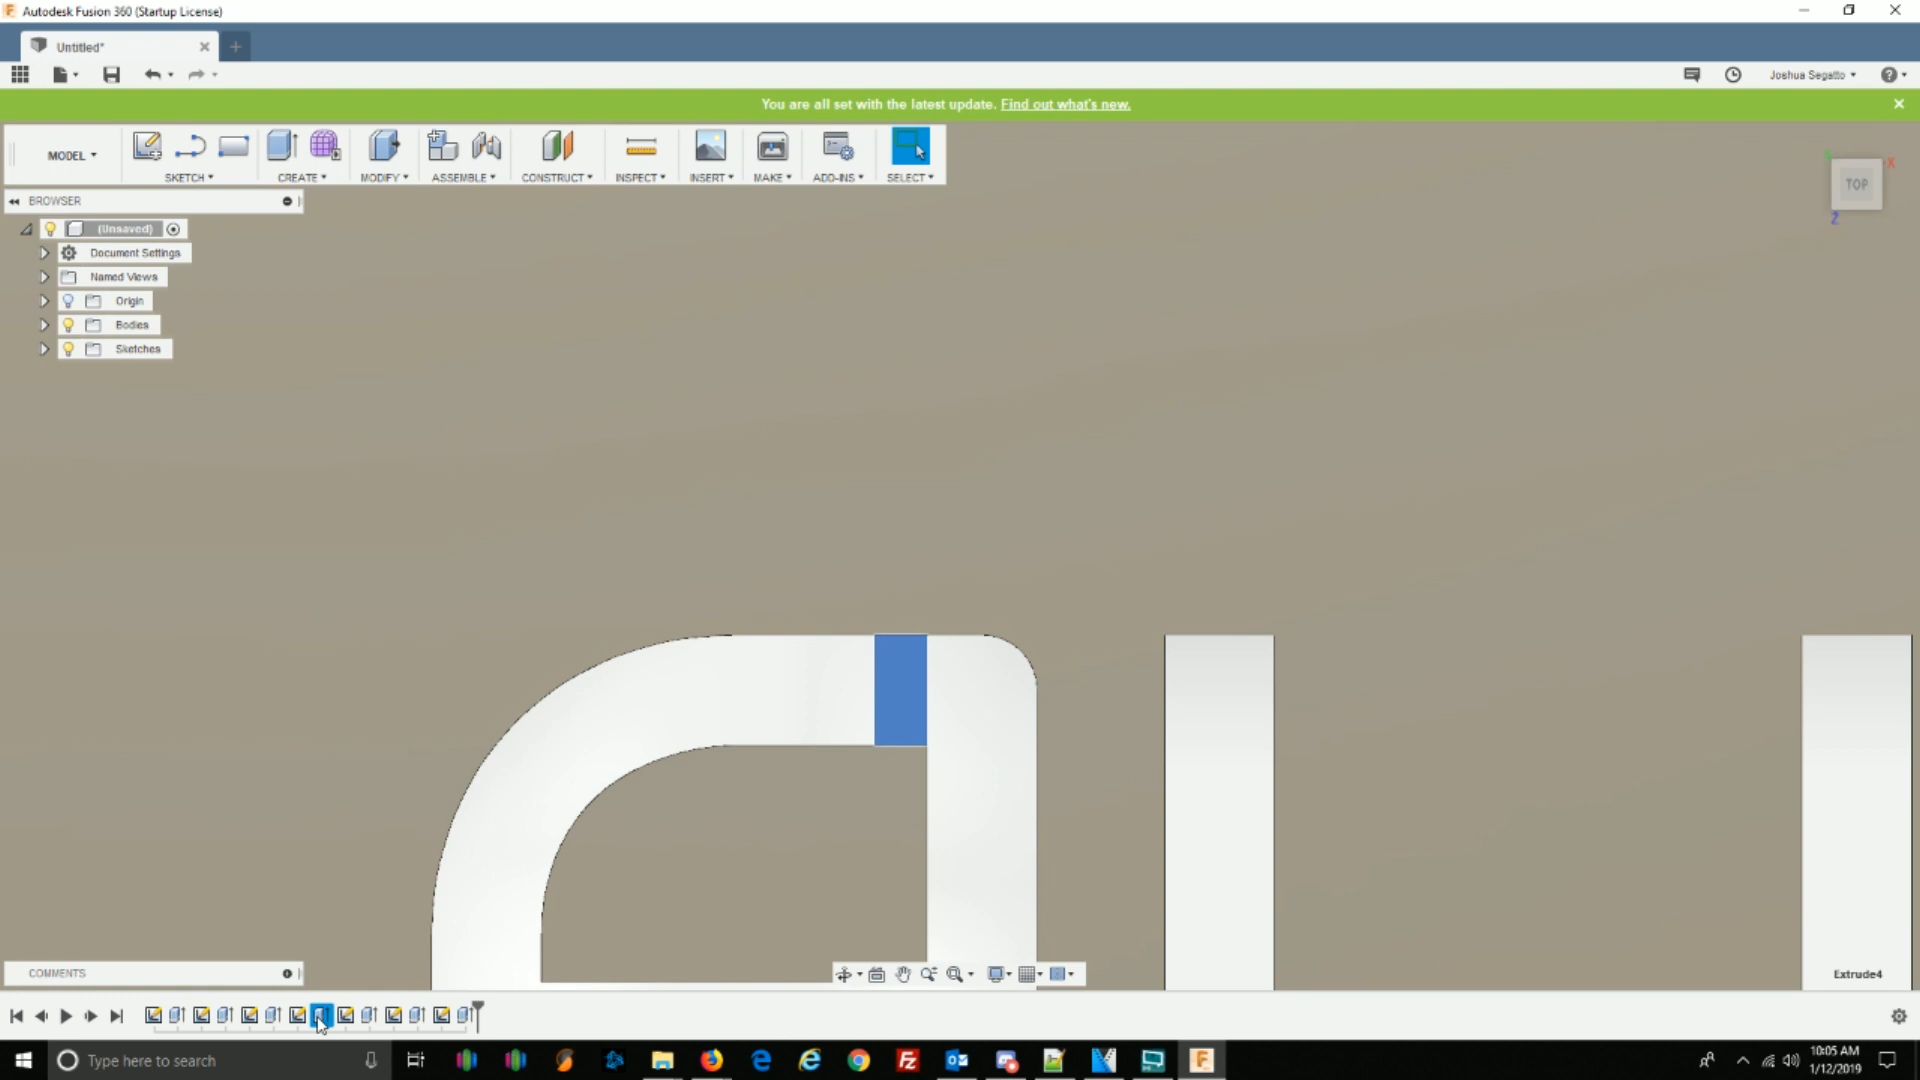 Autodesk Fusion 360 (Startup License)
Untitled*
Joshua Segatto
You are all set with the latest update. Find out what's new.
MODEL
SKETCH
CREATE
MODIFY
ASSEMBLE
CONSTRUCT
INSPECT
INSERT
MAKE
ADD-INS
SELECT
TOP
X
Z
BROWSER
(Unsaved)
Document Settings
Named Views
Origin
Bodies
Sketches
COMMENTS
Extrude4
Type here to search
10:05 AM
1/12/2019